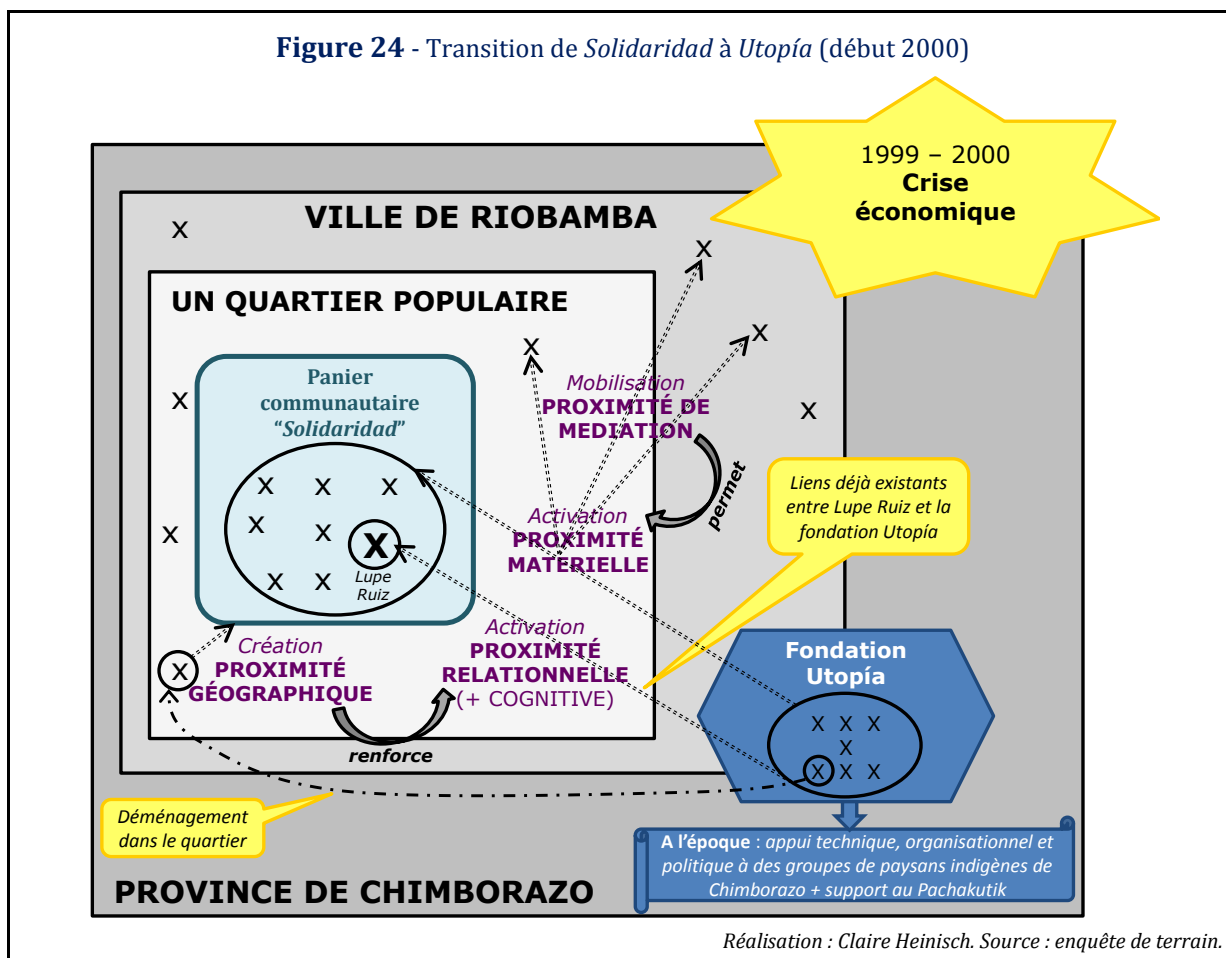 Figure 24 - Transition de Solidaridad à Utopía (début 2000)
1999 – 2000
Crise
économique
VILLE DE RIOBAMBA
X
X
X
UN QUARTIER POPULAIRE
X
Panier
communautaire
“Solidaridad”
Mobilisation
PROXIMITÉ DE
MEDIATION
permet
X
X
X X X
X X X
X X
Lupe
Ruiz
X
Activation
PROXIMITÉ
MATÉRIELLE
Liens déjà existants
entre Lupe Ruiz et la
fondation Utopía
Création
PROXIMITÉ
GÉOGRAPHIQUE
X
Activation
PROXIMITÉ
RELATIONNELLE
(+ COGNITIVE)
renforce
Fondation
Utopía
X X X
X
X X X
Déménagement
dans le quartier
A l’époque : appui technique, organisationnel et
politique à des groupes de paysans indigènes de
Chimborazo + support au Pachakutik
PROVINCE DE CHIMBORAZO
Réalisation : Claire Heinisch. Source : enquête de terrain.